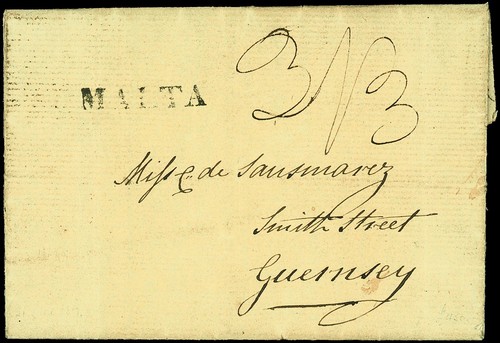 MALTA
3/3
Miss C. de Sausmarez
Smith Street
Guernsey